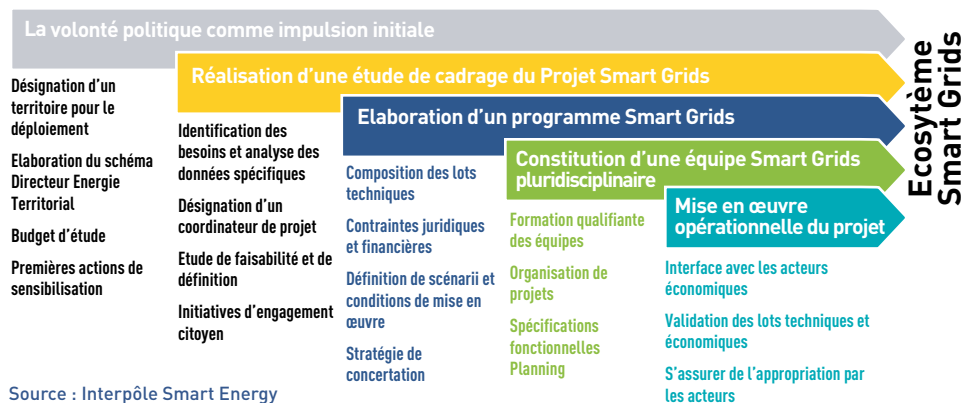 La volonté politique comme impulsion initiale
Désignation d'un
territoire pour le
déploiement
Elaboration du schéma
Directeur Energie
Territorial
Budget d'étude
Premières actions de
sensibilisation
Réalisation d'une étude de cadrage du Projet Smart Grids
Identification des
besoins et analyse des
données spécifiques
Désignation d'un
coordinateur de projet
Etude de faisabilité et de
définition
Initiatives d'engagement
citoyen
Elaboration d'un programme Smart Grids
Composition des lots
techniques
Contraintes juridiques
et financières
Définition de scénarii et
conditions de mise en
œuvre
Stratégie de
concertation
Constitution d'une équipe Smart Grids
pluridisciplinaire
Formation qualifiante
des équipes
Organisation de
projets
Spécifications
fonctionnelles
Planning
Mise en œuvre
opérationnelle du projet
Interface avec les acteurs
économiques
Validation des lots techniques et
économiques
S'assurer de l'appropriation par
les acteurs
Ecosytème
Smart Grids
Source : Interpôle Smart Energy